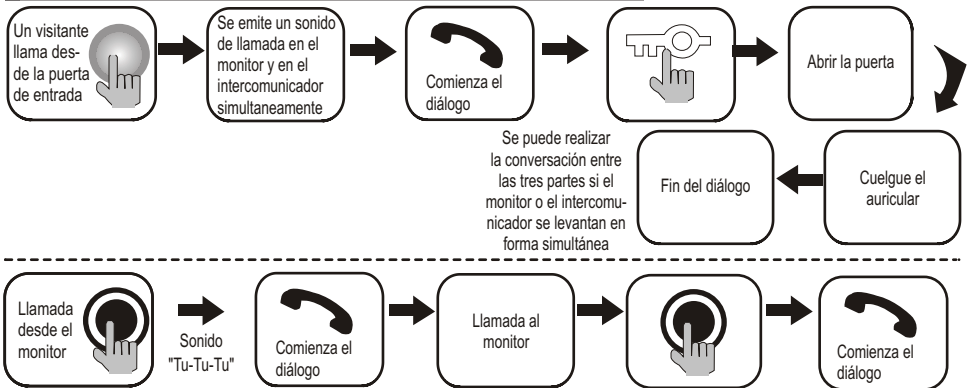 Un visitante
llama des-
de la puerta
de entrada
Se emite un sonido
de llamada en el
monitor y en el
intercomunicador
simultaneamente
Comienza el
diálogo
Abrir la puerta
Cuelgue el
auricular
Fin del diálogo
Se puede realizar
la conversación entre
las tres partes si el
monitor o el intercomu-
nicador se levantan en
forma simultánea
Llamada
desde el
monitor
Sonido
"Tu-Tu-Tu"
Comienza el
diálogo
Llamada al
monitor
Comienza el
diálogo